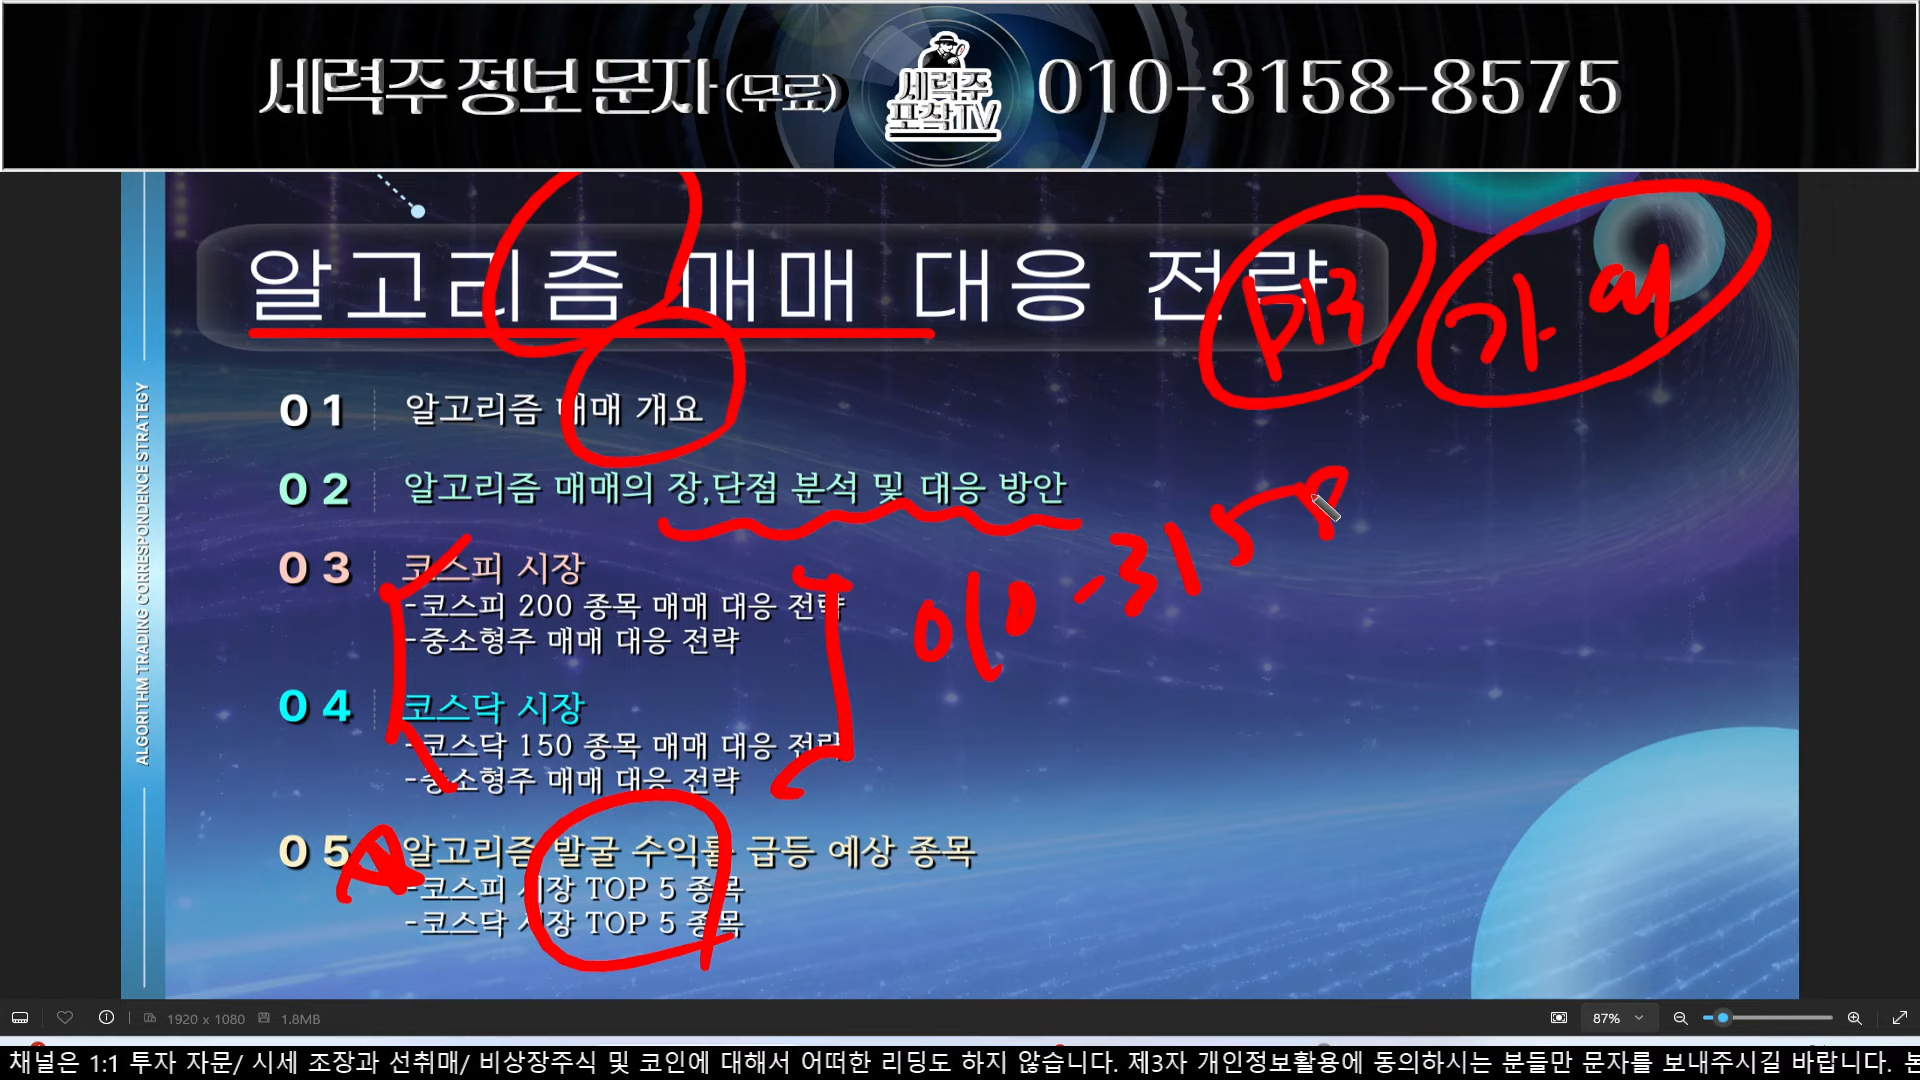 세력주 정보 문자 (무료)
세력주
포착TV
010-3158-8575
알고리즘 매매 대응 전략
미국
ALGORITHM TRADING CORRESPONDENCE STRATEGY
01 알고리즘 매매 개요
02 알고리즘 매매의 장,단점 분석 및 대응 방안
010-3158
03 코스피 시장
-코스피 200 종목 매매 대응 전략
-중소형주 매매 대응 전략
04 코스닥 시장
-코스닥 150 종목 매매 대응 전략
-중소형주 매매 대응 전략
05 알고리즘 발굴 수익률 급등 예상 종목
-코스피 시장 TOP 5 종목
-코스닥 시장 TOP 5 종목
1920 x 1080 1.8MB
87%
채널은 1:1 투자 자문/ 시세 조장과 선취매/ 비상장주식 및 코인에 대해서 어떠한 리딩도 하지 않습니다. 제3자 개인정보활용에 동의하시는 분들만 문자를 보내주시길 바랍니다. 본